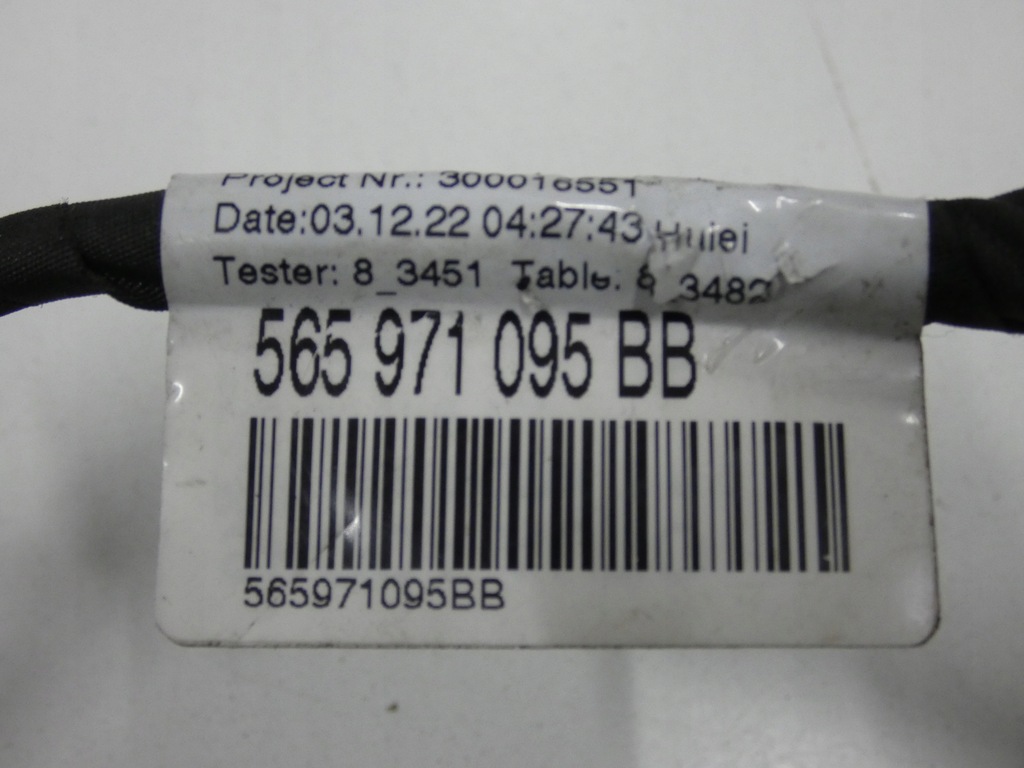 Project Nr.: 300016551
Date:03.12.22 04:27:43
Tester: 8_3451 Table: 8_3482
565 971 095 BB
565971095BB